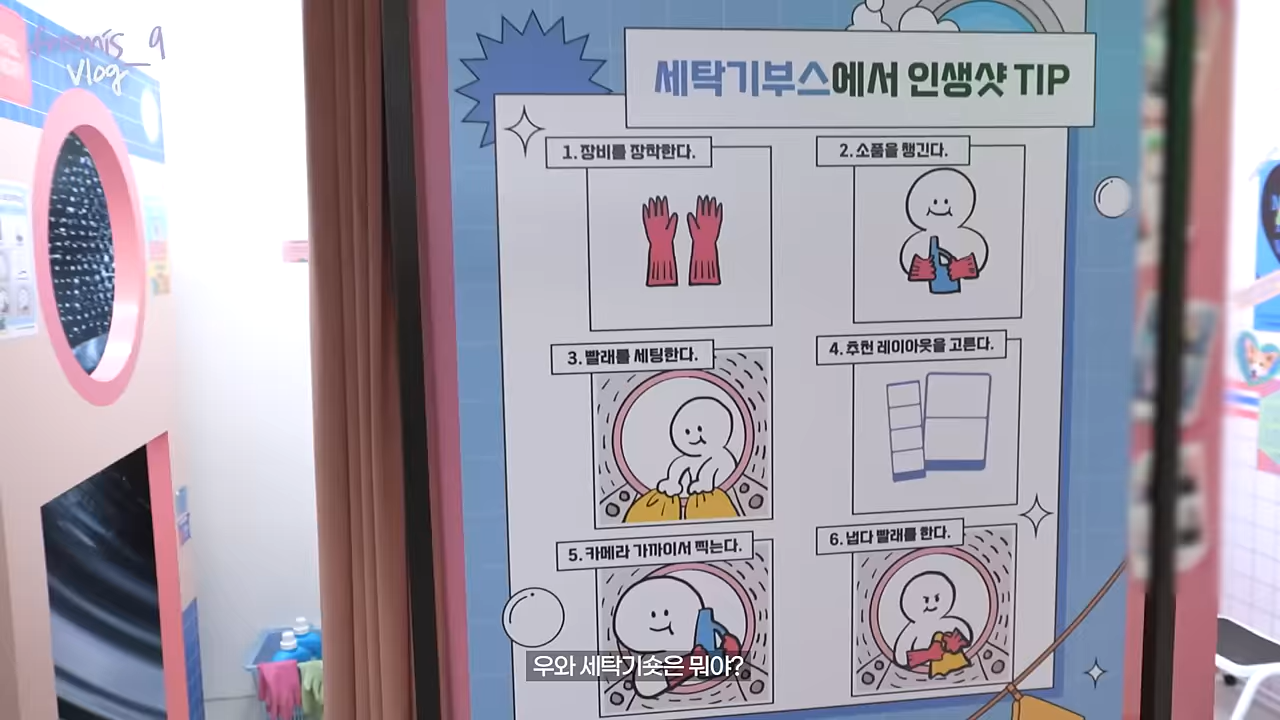 fromis_9
vlog
세탁기부스에서 인생샷 TIP
1. 장비를 장착한다.
2. 소품을 챙긴다.
3. 빨래를 세팅한다.
4. 추천 레이아웃을 고른다.
5. 카메라 가까이서 찍는다.
6. 냅다 빨래를 한다.
우와 세탁기숏은 뭐야?